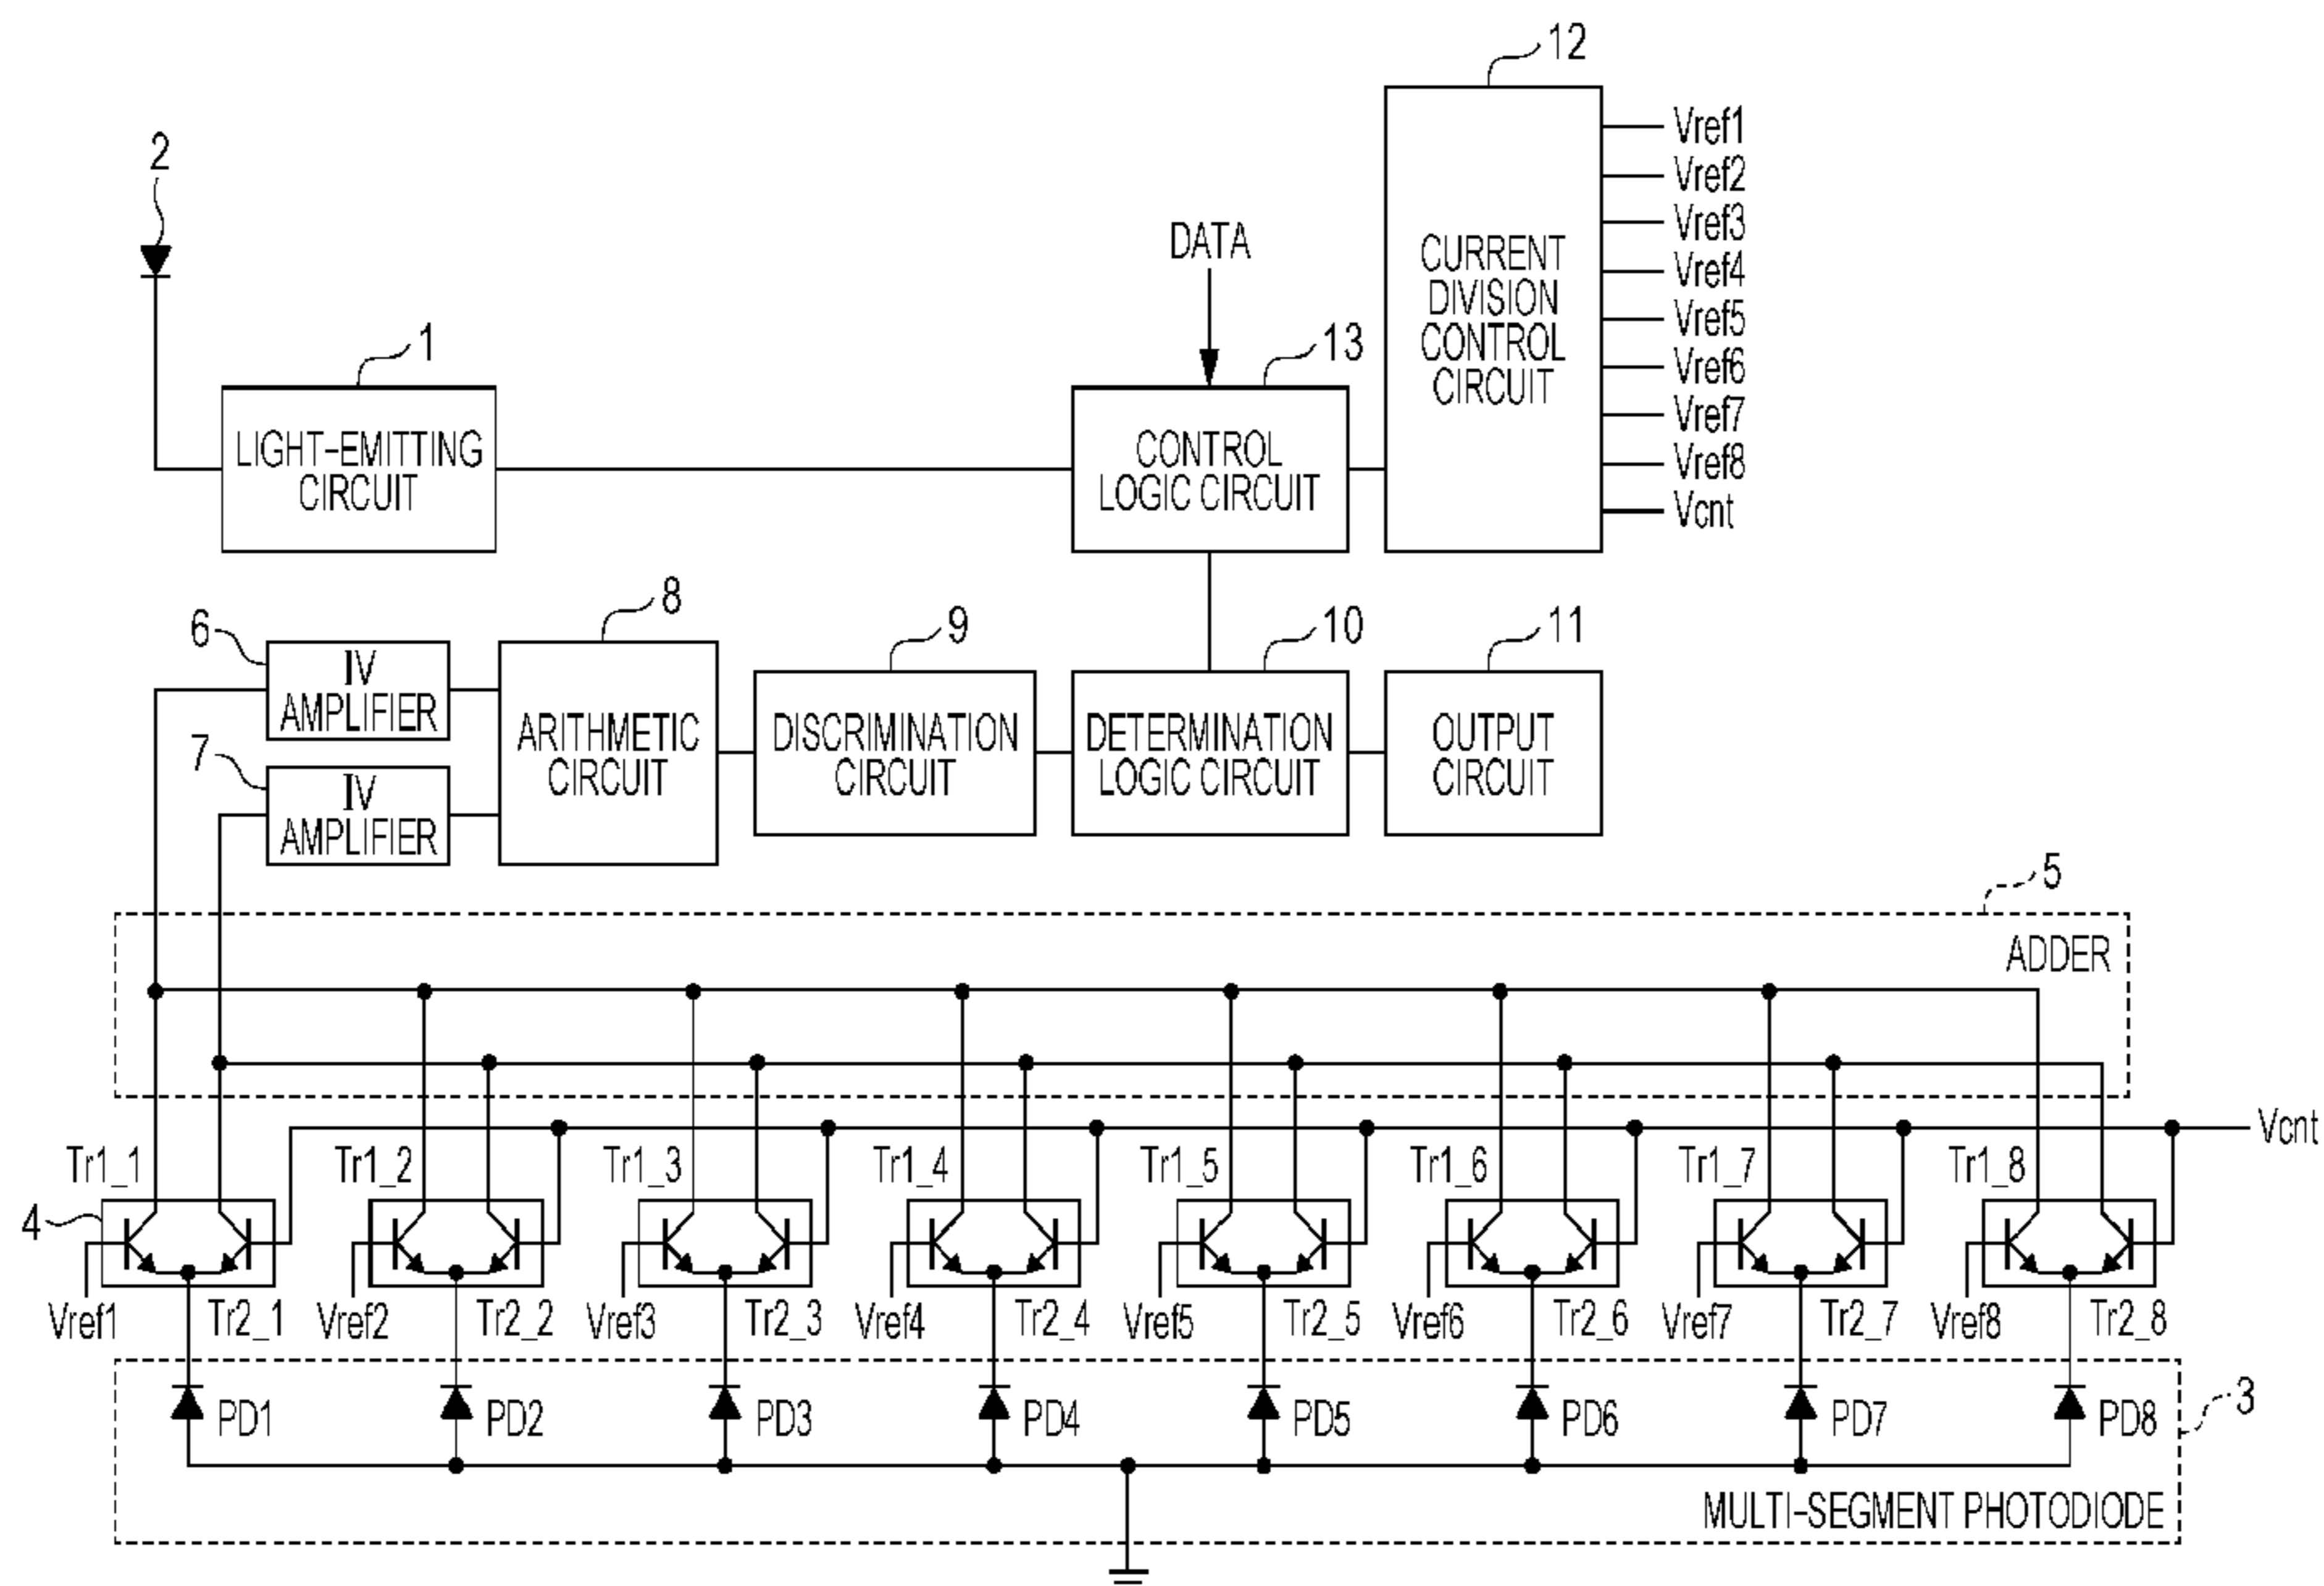 12
Vref1
2
Vref2
Vref3
DATA
CURRENT
DIVISION
CONTROL
CIRCUIT
Vref4
Vref5
1
13
Vref6
Vref7
LIGHT-EMITTING
CIRCUIT
CONTROL
LOGIC CIRCUIT
Vref8
Vcnt
6
8
9
10
11
IV
AMPLIFIER
7
IV
AMPLIFIER
ARITHMETIC
CIRCUIT
DISCRIMINATION
CIRCUIT
DETERMINATION
LOGIC CIRCUIT
OUTPUT
CIRCUIT
5
ADDER
Vcnt
Tr1_1 Tr1_2 Tr1_3 Tr1_4 Tr1_5 Tr1_6 Tr1_7 Tr1_8
4
Vref1 Tr2_1 Vref2 Tr2_2 Vref3 Tr2_3 Vref4 Tr2_4 Vref5 Tr2_5 Vref6 Tr2_6 Vref7 Tr2_7 Vref8 Tr2_8
PD1 PD2 PD3 PD4 PD5 PD6 PD7 PD8
3
MULTI-SEGMENT PHOTODIODE